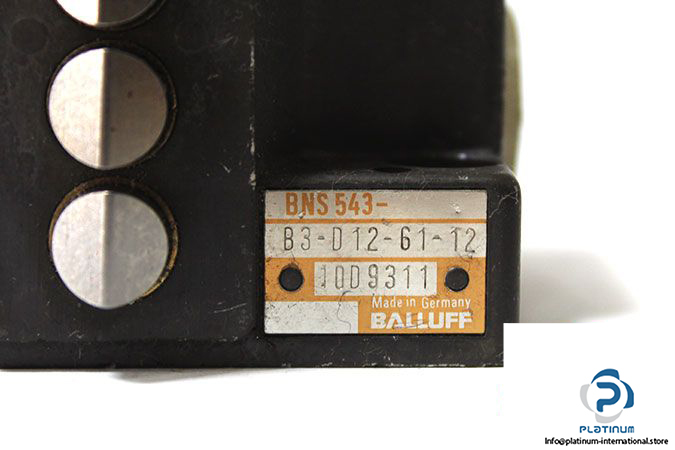 BNS 543-
B3-D12-61-12
10D9311
Made in Germany
BALLUFF
PLATINUM
Info@platinum-international.store